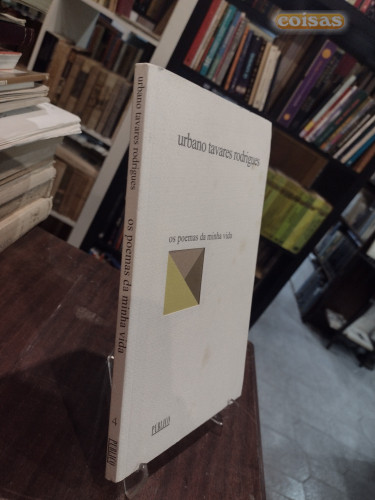 coisas
urbano tavares rodrigues
os poemas da minha vida
PÚBLICO
urbano tavares rodrigues
os poemas da minha vida
4
PÚBLICO